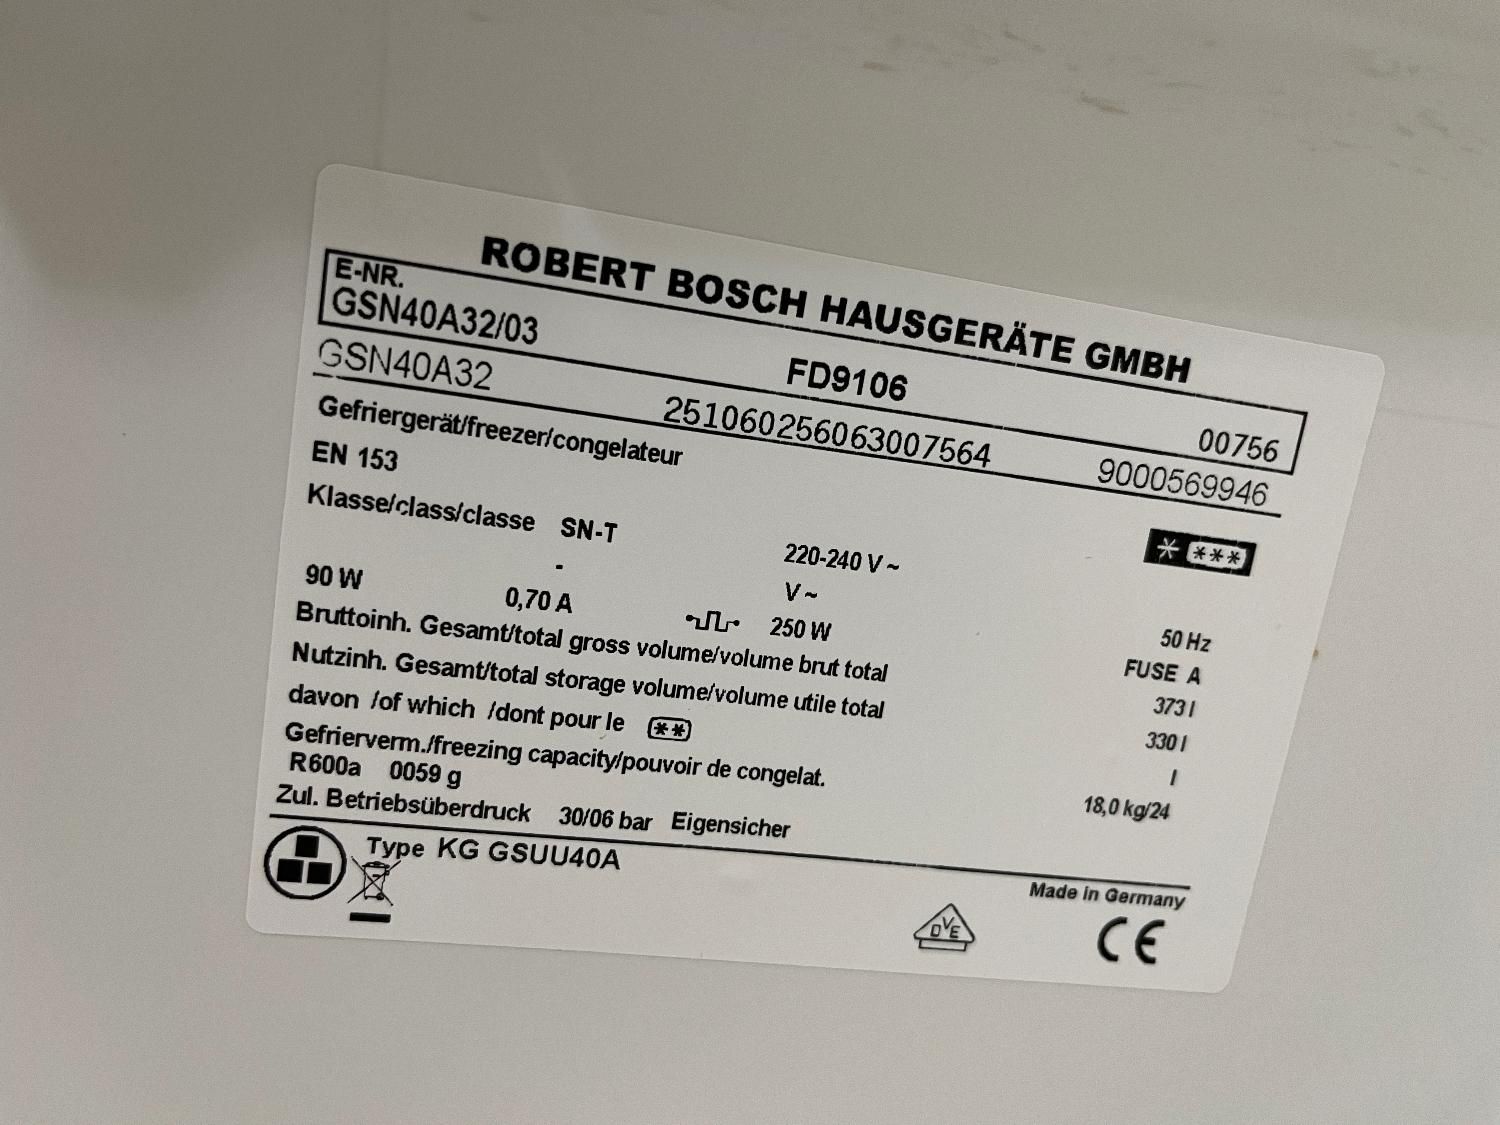 ROBERT BOSCH HAUSGERÄTE GMBH
E-NR.
GSN40A32/03 FD9106 00756
GSN40A32 251060256063007564 9000569946
Gefriergerät/freezer/congelateur
EN 153
Klasse/class/classe SN-T 220-240 V ~ 50 Hz
- V ~ FUSE A
90 W 0,70 A 250 W
Bruttoinh. Gesamt/total gross volume/volume brut total 373 l
Nutzinh. Gesamt/total storage volume/volume utile total 330 l
davon /of which /dont pour le ** l
Gefrierverm./freezing capacity/pouvoir de congelat. 18,0 kg/24
R600a 0059 g
Zul. Betriebsüberdruck 30/06 bar Eigensicher
Type KG GSUU40A
Made in Germany
DVE
CE